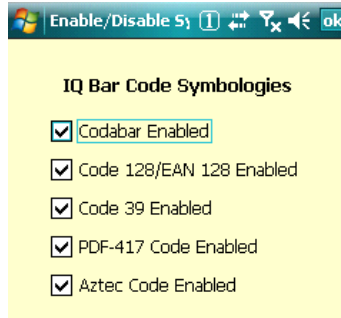 Enable/Disable Sy 1 ok
IQ Bar Code Symbologies
Codabar Enabled
Code 128/EAN 128 Enabled
Code 39 Enabled
PDF-417 Code Enabled
Aztec Code Enabled